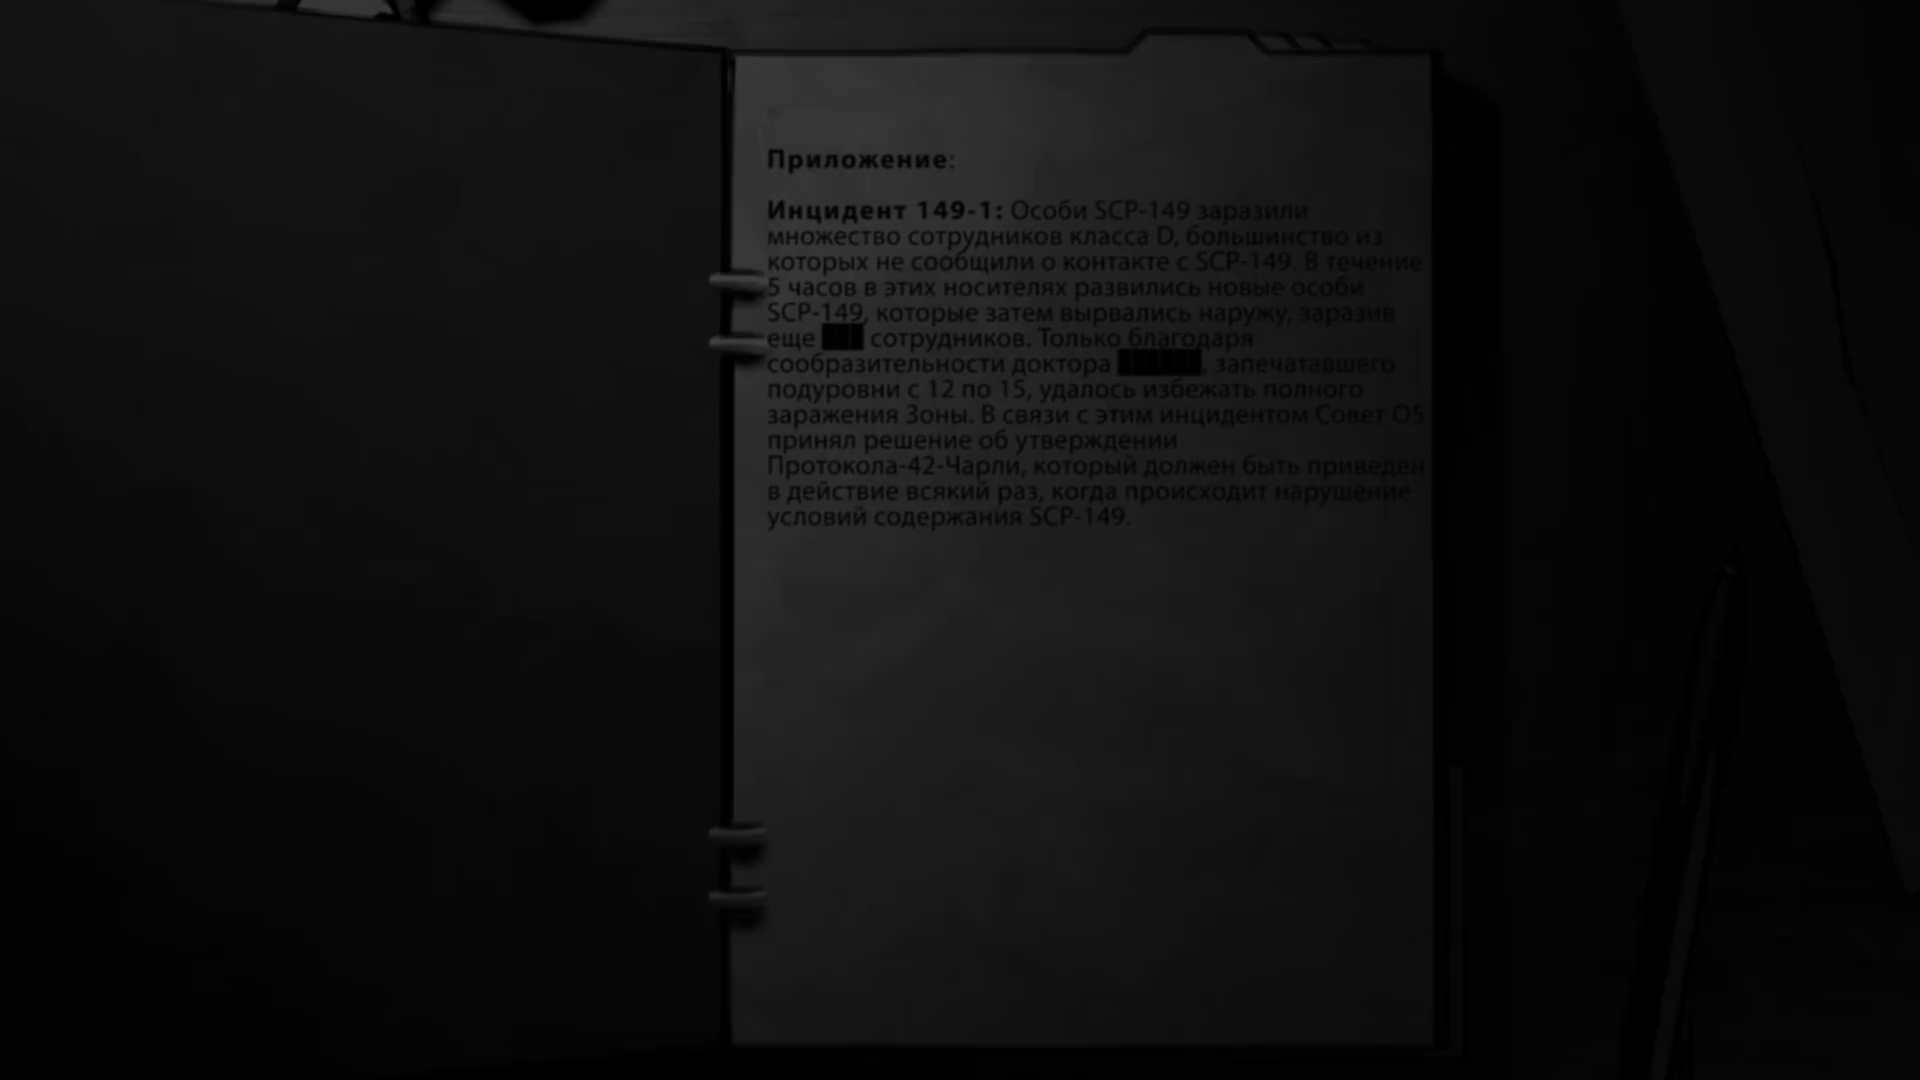 Приложение:
Инцидент 149-1: Особи SCP-149 заразили
множество сотрудников класса D, большинство из
которых не сообщили о контакте с SCP-149. В течение
5 часов в этих носителях развились новые особи
SCP-149, которые затем вырвались наружу, заразив
еще ███ сотрудников. Только благодаря
сообразительности доктора ██████, запечатавшего
подуровни с 12 по 15, удалось избежать полного
заражения Зоны. В связи с этим инцидентом Совет О5
принял решение об утверждении
Протокола-42-Чарли, который должен быть приведен
в действие всякий раз, когда происходит нарушение
условий содержания SCP-149.